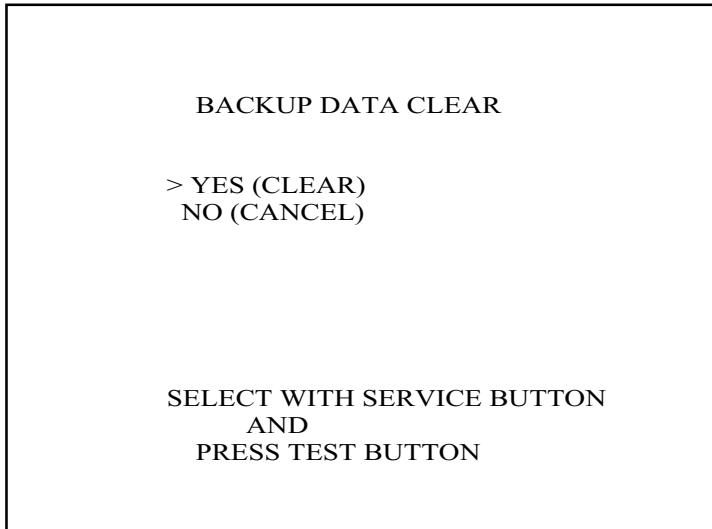 BACKUP DATA CLEAR
> YES (CLEAR)
NO (CANCEL)
SELECT WITH SERVICE BUTTON
AND
PRESS TEST BUTTON